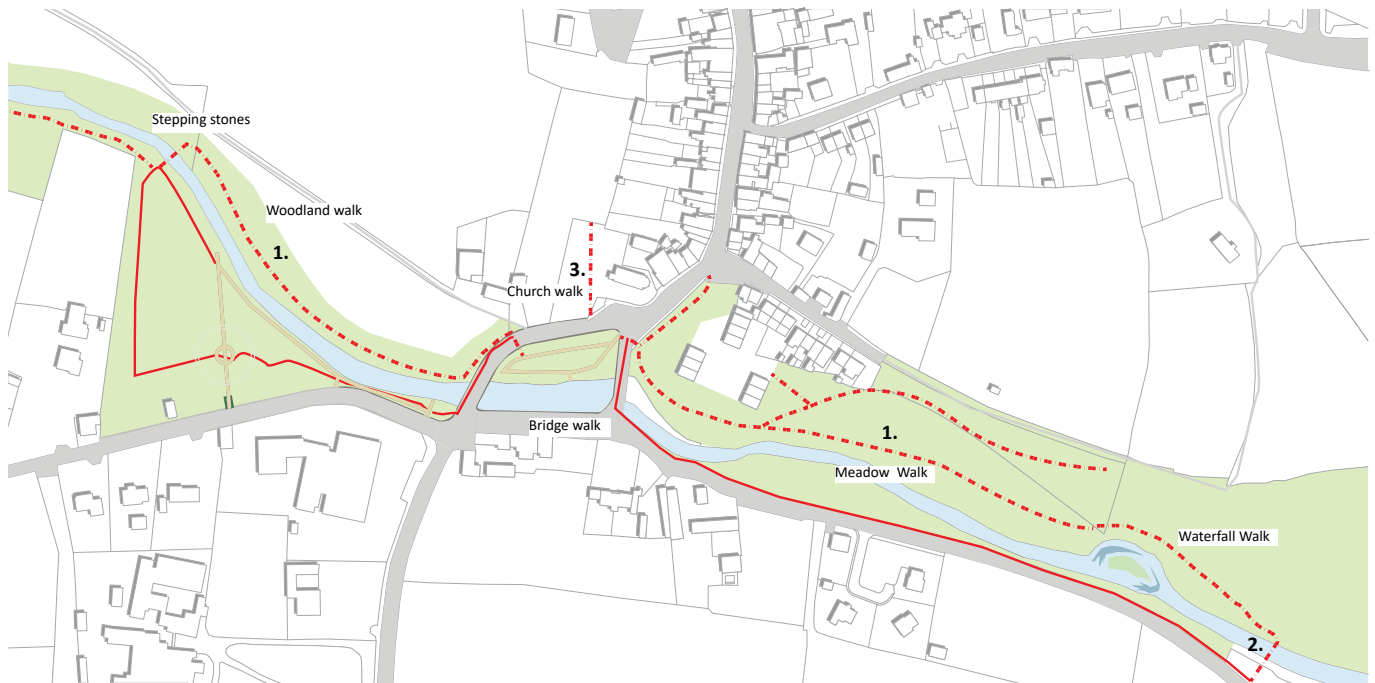 Stepping stones
Woodland walk
1.
3.
Church walk
Bridge walk
1.
Meadow Walk
Waterfall Walk
2.